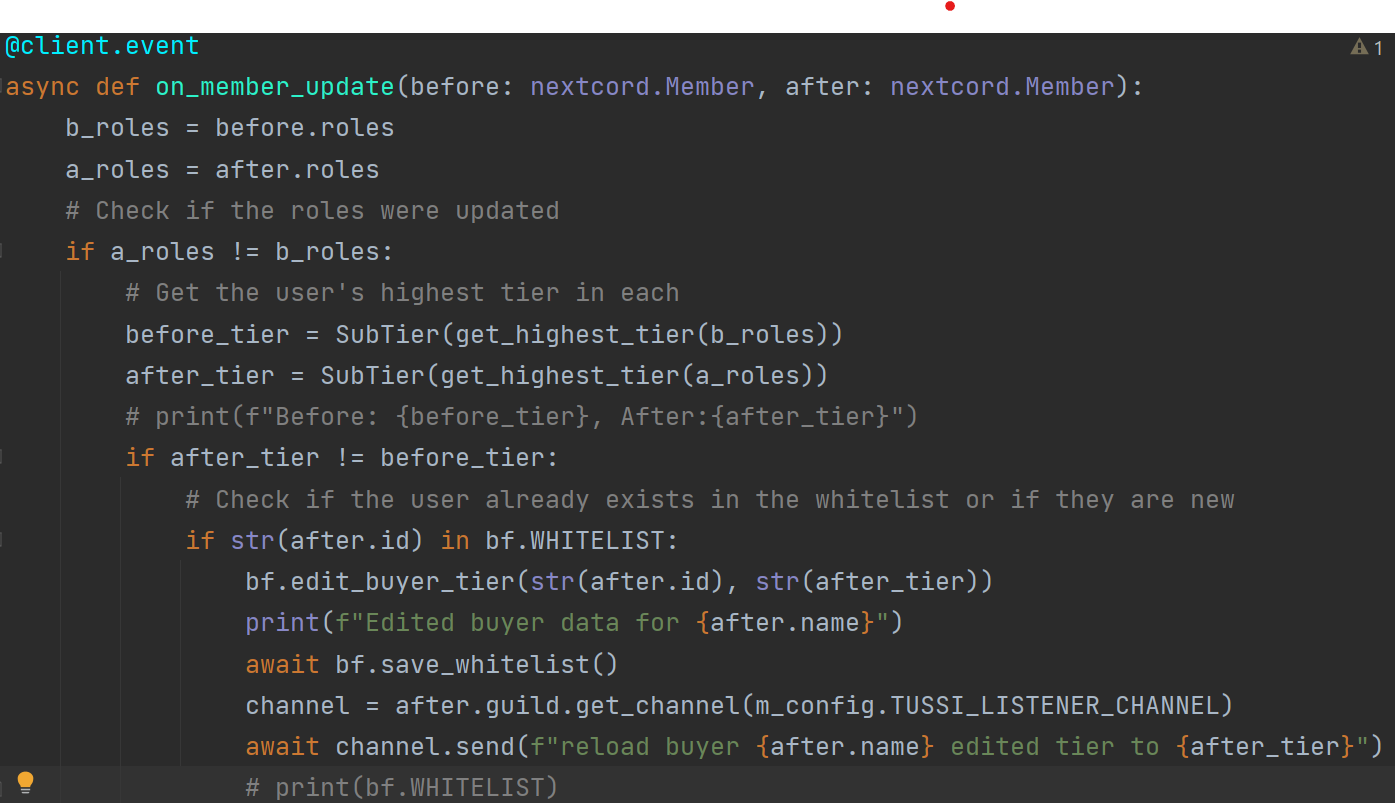 @client.event
1
async def on_member_update(before: nextcord.Member, after: nextcord.Member):
b_roles = before.roles
a_roles = after.roles
# Check if the roles were updated
if a_roles != b_roles:
# Get the user's highest tier in each
before_tier = SubTier(get_highest_tier(b_roles))
after_tier = SubTier(get_highest_tier(a_roles))
# print(f"Before: {before_tier}, After:{after_tier}")
if after_tier != before_tier:
# Check if the user already exists in the whitelist or if they are new
if str(after.id) in bf.WHITELIST:
bf.edit_buyer_tier(str(after.id), str(after_tier))
print(f"Edited buyer data for {after.name}")
await bf.save_whitelist()
channel = after.guild.get_channel(m_config.TUSSI_LISTENER_CHANNEL)
await channel.send(f"reload buyer {after.name} edited tier to {after_tier}")
# print(bf.WHITELIST)